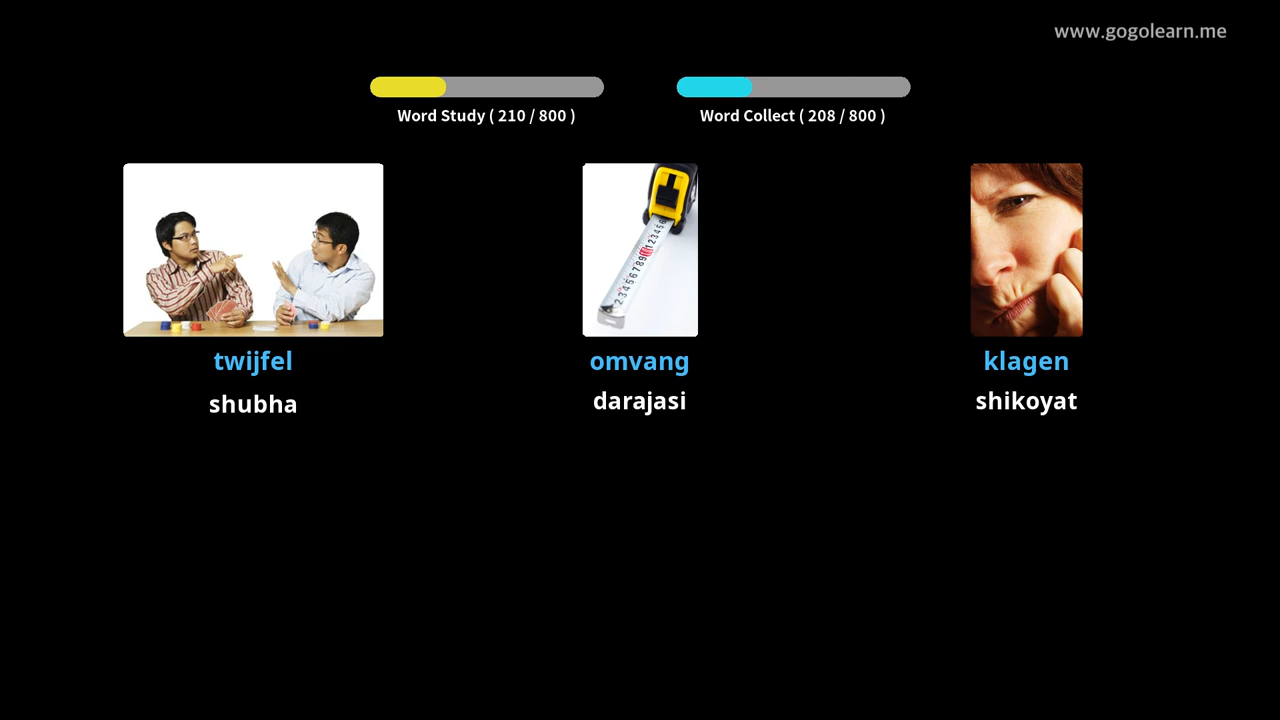 www.gogolearn.me
Word Study ( 210 / 800 )
Word Collect ( 208 / 800 )
twijfel
omvang
klagen
shubha
darajasi
shikoyat